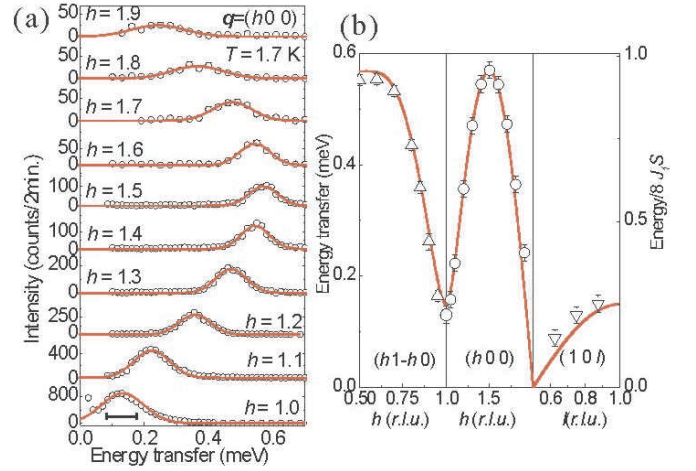 (a)
50
0
h = 1.9
q=(h 0 0)
50
0
h = 1.8
T = 1.7 K
50
0
h = 1.7
50
0
h = 1.6
100
0
h = 1.5
100
0
h = 1.4
200
0
h = 1.3
250
0
h = 1.2
400
0
h = 1.1
800
0
h = 1.0
Intensity (counts/2min.)
0.0 0.2 0.4 0.6
Energy transfer (meV)
(b)
0.6
0.4
0.2
0.0
Energy transfer (meV)
1.0
0.5
0.0
Energy/8 J₁S
(h1-h0) (h 0 0) (1 0 l)
0.50 0.75 1.0 1.5 0.6 0.8 1.0
h (r.l.u.) h (r.l.u.) l(r.l.u.)